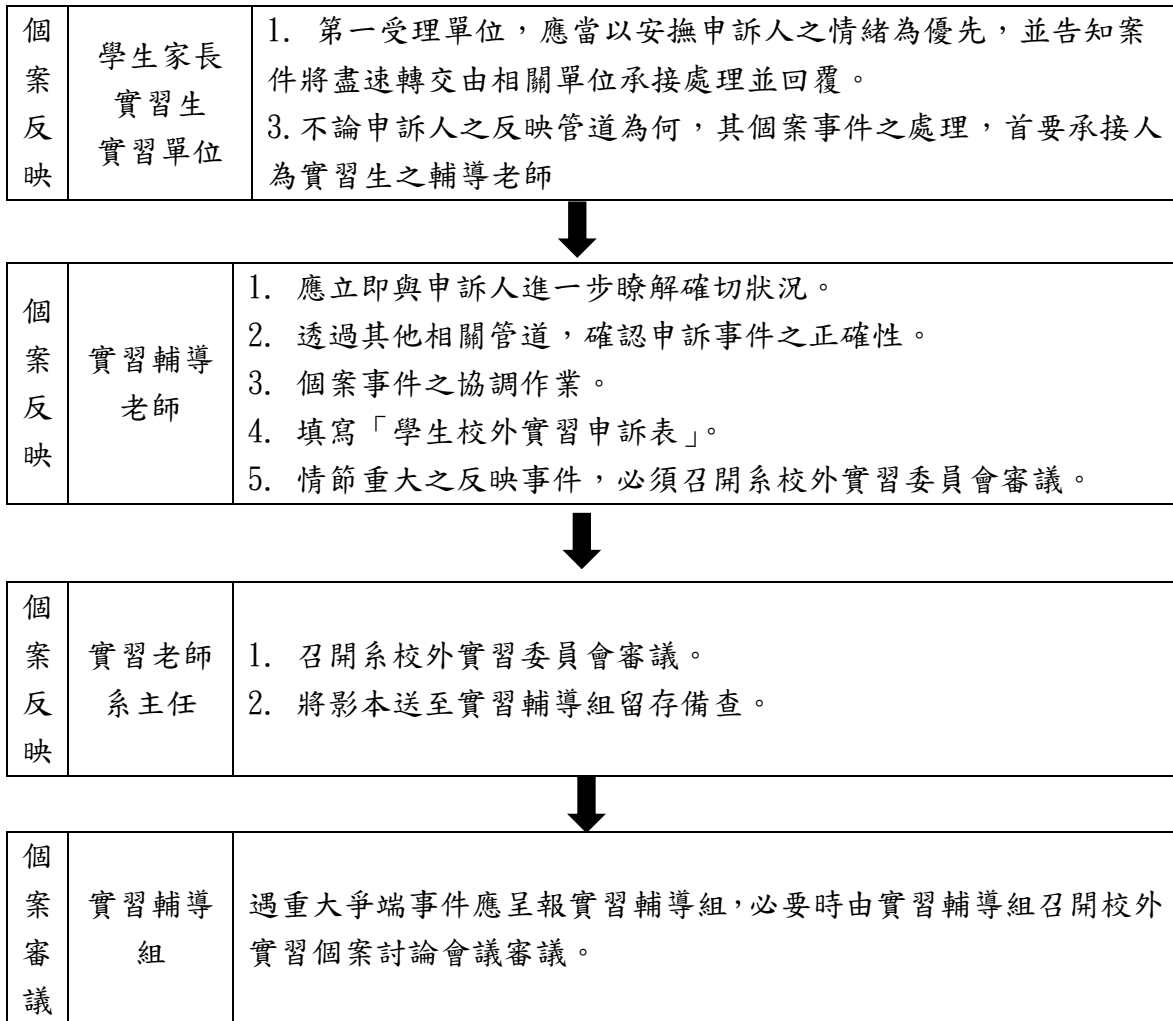 個案反映
學生家長
實習生
實習單位
1. 第一受理單位，應當以安撫申訴人之情緒為優先，並告知案
件將盡速轉交由相關單位承接處理並回覆。
3.不論申訴人之反映管道為何，其個案事件之處理，首要承接人
為實習生之輔導老師
個案反映
實習輔導
老師
1. 應立即與申訴人進一步瞭解確切狀況。
2. 透過其他相關管道，確認申訴事件之正確性。
3. 個案事件之協調作業。
4. 填寫「學生校外實習申訴表」。
5. 情節重大之反映事件，必須召開系校外實習委員會審議。
個案反映
實習老師
系主任
1. 召開系校外實習委員會審議。
2. 將影本送至實習輔導組留存備查。
個案審議
實習輔導
組
遇重大爭端事件應呈報實習輔導組，必要時由實習輔導組召開校外
實習個案討論會議審議。